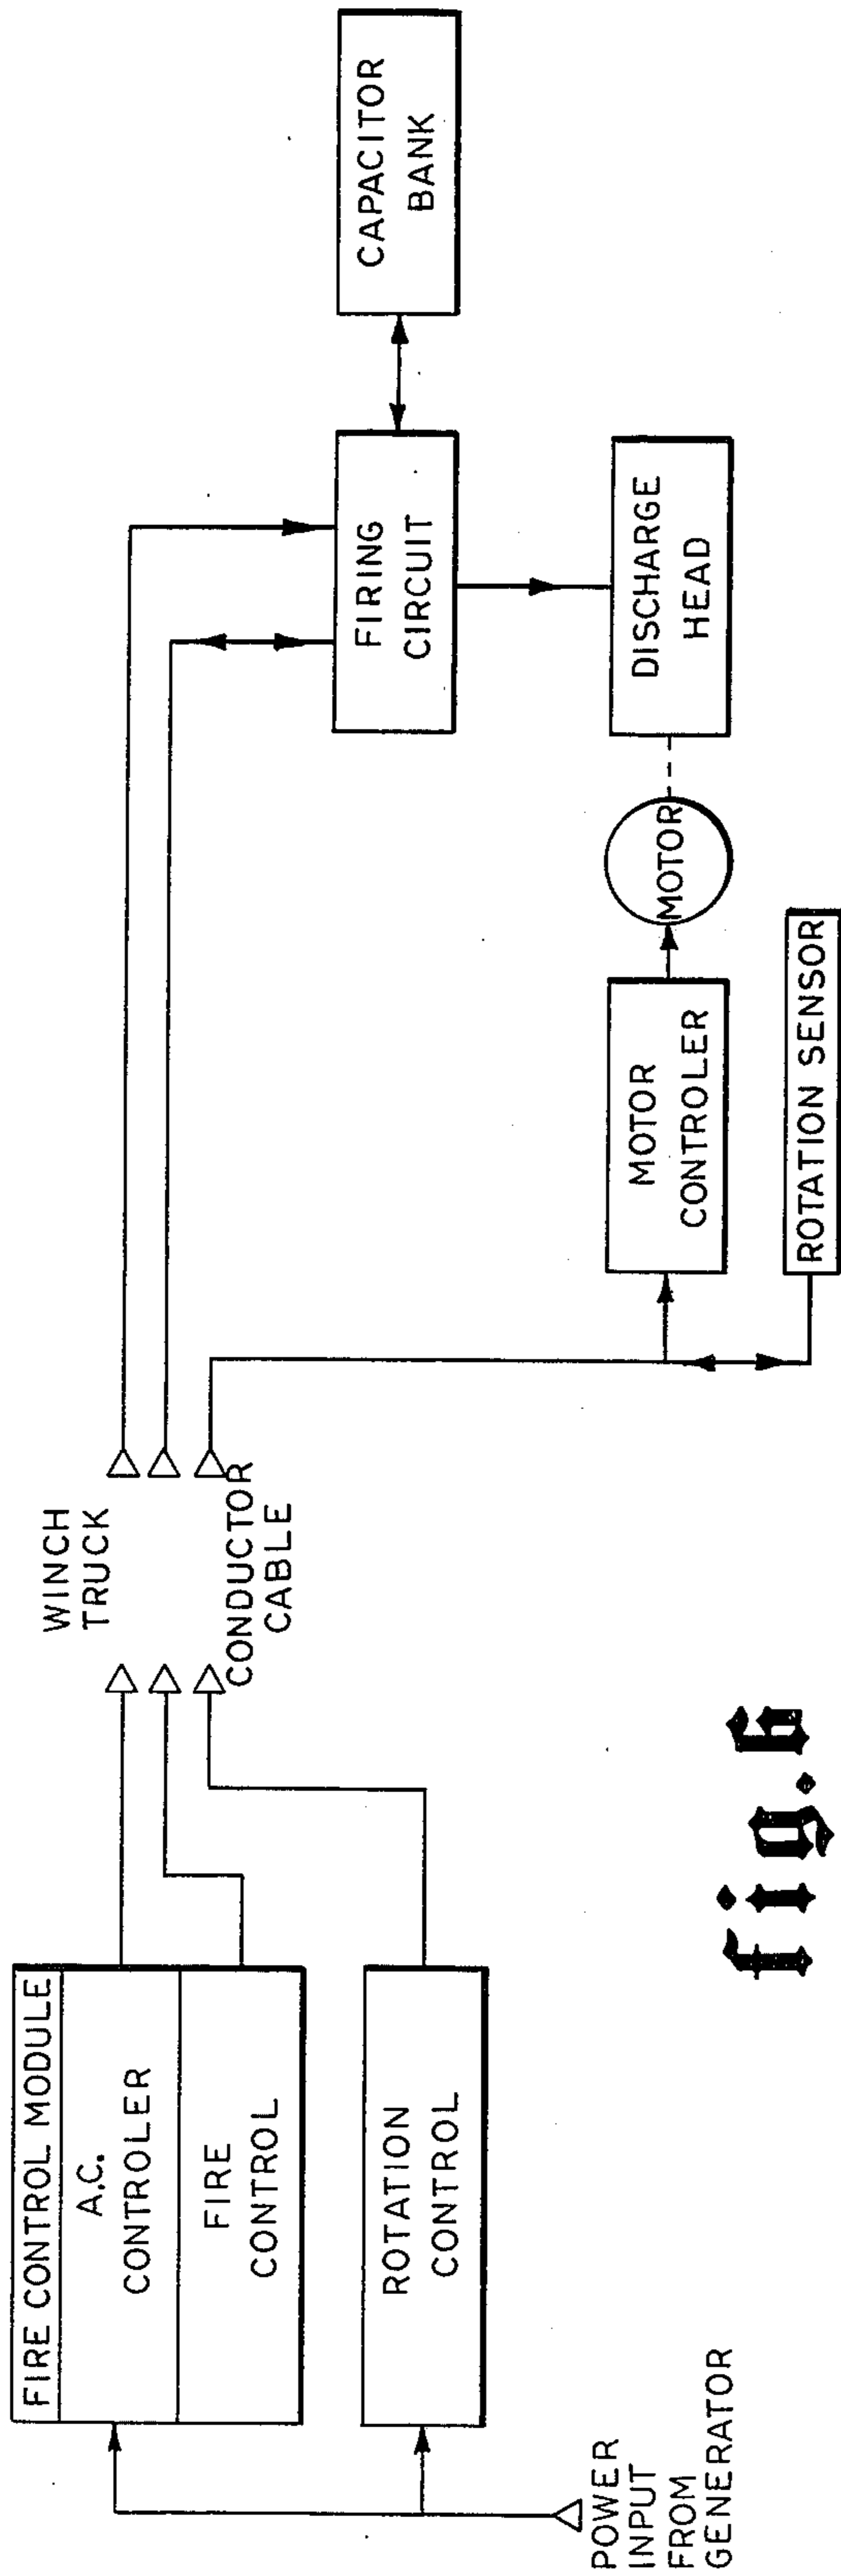 FIRE CONTROL MODULE
A.C.
CONTROLER
FIRE
CONTROL
ROTATION
CONTROL
POWER
INPUT
FROM
GENERATOR
WINCH
TRUCK
CONDUCTOR
CABLE
FIRING
CIRCUIT
CAPACITOR
BANK
DISCHARGE
HEAD
MOTOR
MOTOR
CONTROLER
ROTATION SENSOR
fig.6